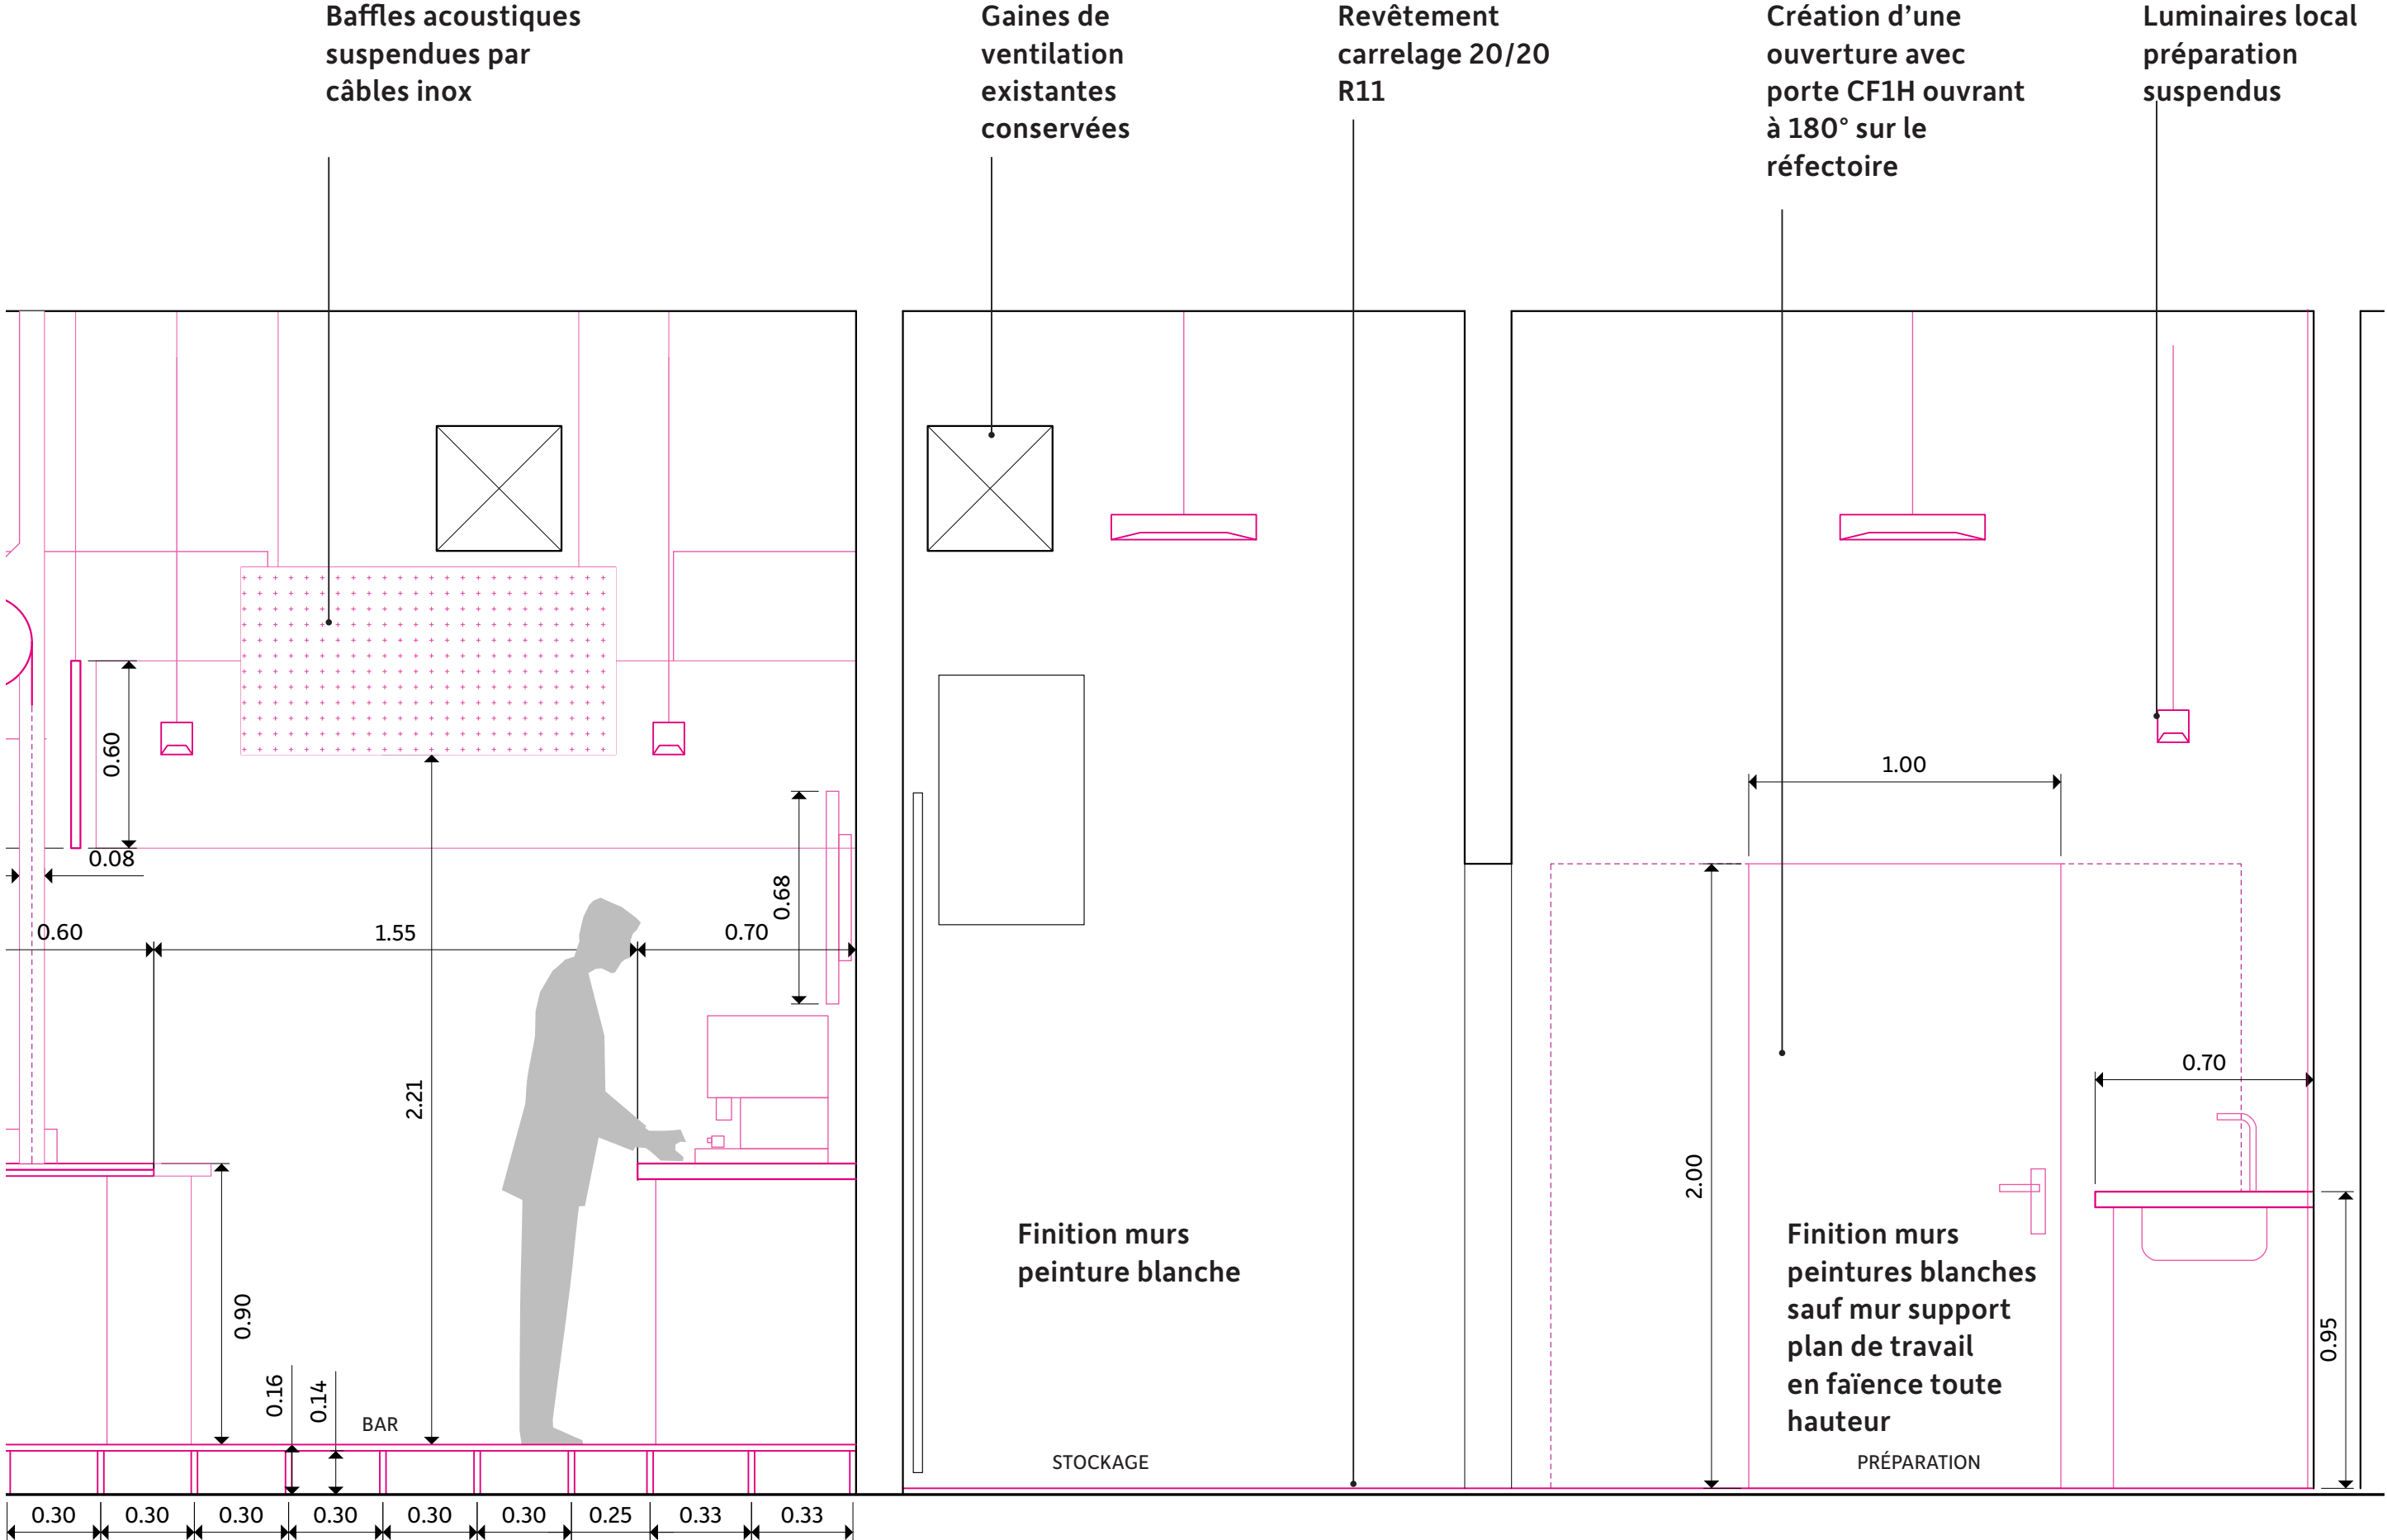 Baffles acoustiques
suspendues par
câbles inox
Gaines de
ventilation
existantes
conservées
Revêtement
carrelage 20/20
R11
Création d’une
ouverture avec
porte CF1H ouvrant
à 180° sur le
réfectoire
Luminaires local
préparation
suspendus
0.60
0.08
0.68
1.00
0.60
1.55
0.70
2.21
0.70
2.00
0.90
0.16
0.14
0.95
Finition murs
peinture blanche
Finition murs
peintures blanches
sauf mur support
plan de travail
en faïence toute
hauteur
BAR
STOCKAGE
PRÉPARATION
0.30 0.30 0.30 0.30 0.30 0.30 0.25 0.33 0.33